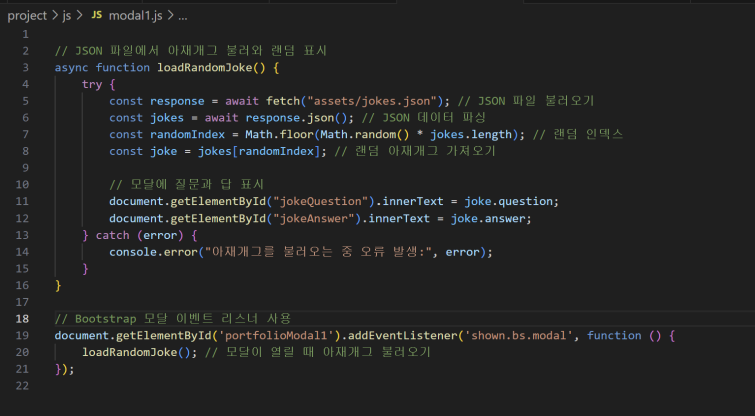 project > js > JS modal1.js > ...
1
2 // JSON 파일에서 아재개그 불러와 랜덤 표시
3 async function loadRandomJoke() {
4 try {
5 const response = await fetch("assets/jokes.json"); // JSON 파일 불러오기
6 const jokes = await response.json(); // JSON 데이터 파싱
7 const randomIndex = Math.floor(Math.random() * jokes.length); // 랜덤 인덱스
8 const joke = jokes[randomIndex]; // 랜덤 아재개그 가져오기
9
10 // 모달에 질문과 답 표시
11 document.getElementById("jokeQuestion").innerText = joke.question;
12 document.getElementById("jokeAnswer").innerText = joke.answer;
13 } catch (error) {
14 console.error("아재개그를 불러오는 중 오류 발생:", error);
15 }
16 }
17
18 // Bootstrap 모달 이벤트 리스너 사용
19 document.getElementById('portfolioModal1').addEventListener('shown.bs.modal', function () {
20 loadRandomJoke(); // 모달이 열릴 때 아재개그 불러오기
21 });
22